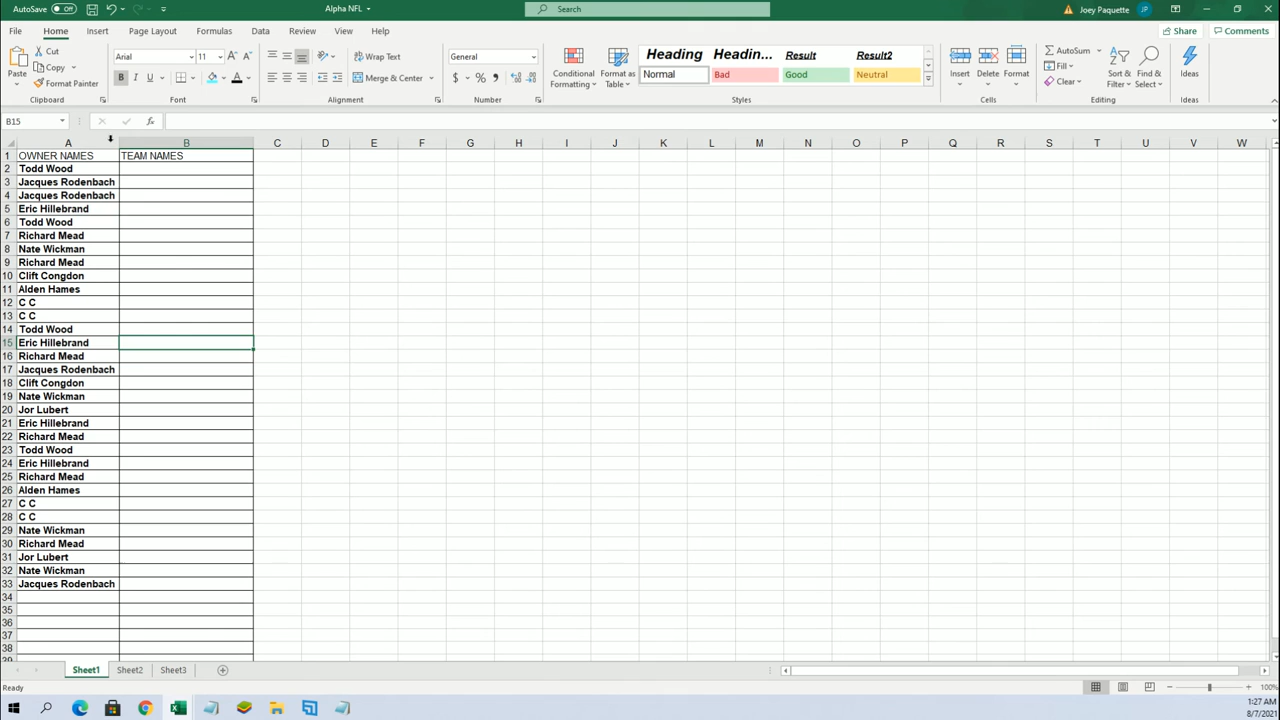 AutoSave Off Alpha NFL Search Joey Paquette JP
File Home Insert Page Layout Formulas Data Review View Help Share Comments
Paste Cut Copy Format Painter Clipboard
Arial 11 A A B I U A Font
Wrap Text Merge & Center Alignment
General $ % Number
Conditional Formatting Format as Table
Heading Headin... Result Result2
Normal Bad Good Neutral
Styles
Insert Delete Format Cells
AutoSum Fill Clear Sort & Filter Find & Select Editing
Ideas Ideas
B15 fx
A B C D E F G H I J K L M N O P Q R S T U V W
1 OWNER NAMES TEAM NAMES
2 Todd Wood
3 Jacques Rodenbach
4 Jacques Rodenbach
5 Eric Hillebrand
6 Todd Wood
7 Richard Mead
8 Nate Wickman
9 Richard Mead
10 Clift Congdon
11 Alden Hames
12 C C
13 C C
14 Todd Wood
15 Eric Hillebrand
16 Richard Mead
17 Jacques Rodenbach
18 Clift Congdon
19 Nate Wickman
20 Jor Lubert
21 Eric Hillebrand
22 Richard Mead
23 Todd Wood
24 Eric Hillebrand
25 Richard Mead
26 Alden Hames
27 C C
28 C C
29 Nate Wickman
30 Richard Mead
31 Jor Lubert
32 Nate Wickman
33 Jacques Rodenbach
34
35
36
37
38
39
Sheet1 Sheet2 Sheet3
Ready 100%
1:27 AM
8/7/2021